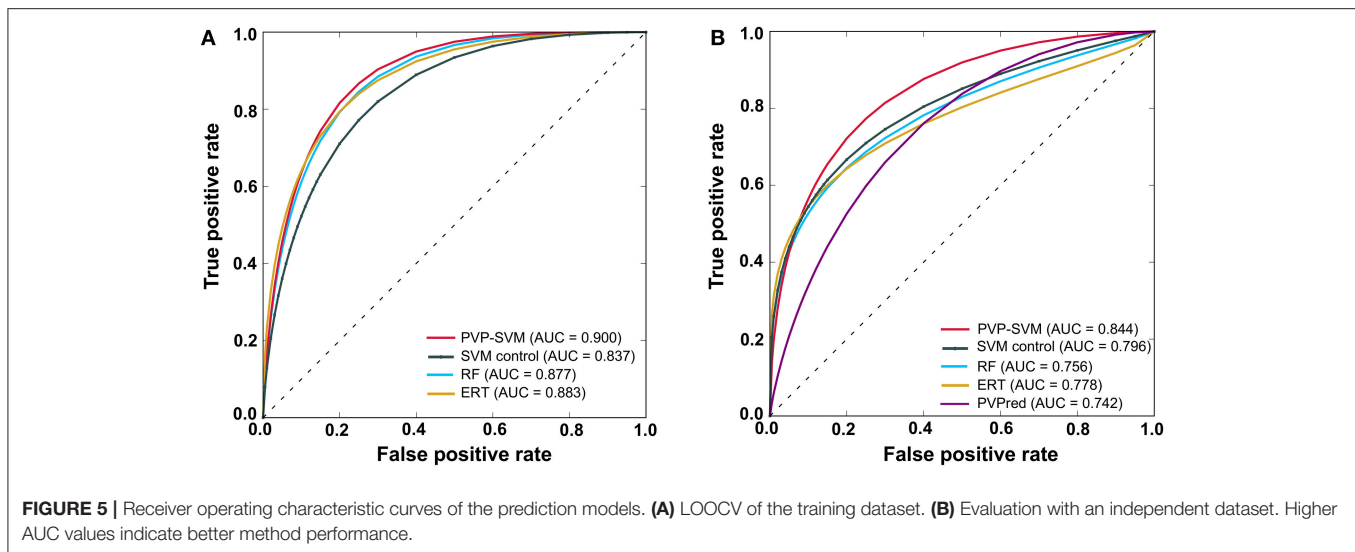 A
True positive rate
1.0
0.8
0.6
0.4
0.2
0.0
0.0 0.2 0.4 0.6 0.8 1.0
False positive rate
PVP-SVM (AUC = 0.900)
SVM control (AUC = 0.837)
RF (AUC = 0.877)
ERT (AUC = 0.883)
B
True positive rate
1.0
0.8
0.6
0.4
0.2
0.0
0.0 0.2 0.4 0.6 0.8 1.0
False positive rate
PVP-SVM (AUC = 0.844)
SVM control (AUC = 0.796)
RF (AUC = 0.756)
ERT (AUC = 0.778)
PVPred (AUC = 0.742)
FIGURE 5 | Receiver operating characteristic curves of the prediction models. (A) LOOCV of the training dataset. (B) Evaluation with an independent dataset. Higher
AUC values indicate better method performance.